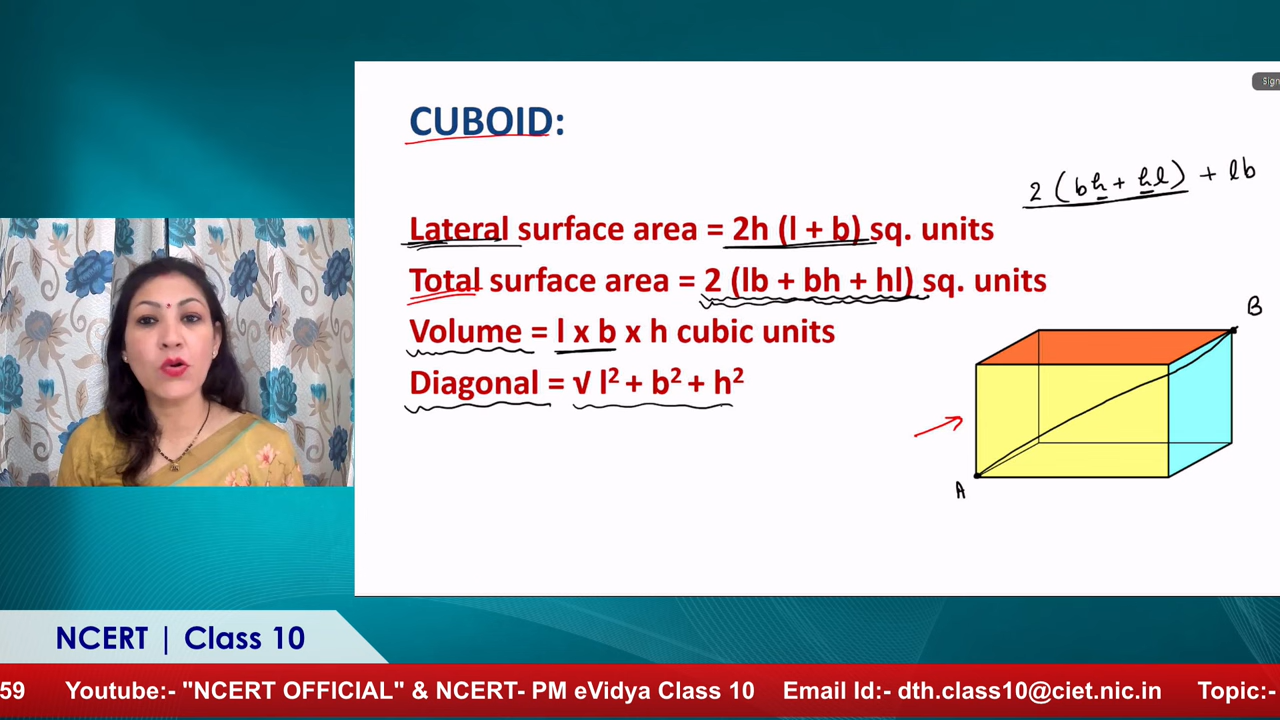 Sign
CUBOID:
2 (bh + hl) + lb
Lateral surface area = 2h (l + b) sq. units
Total surface area = 2 (lb + bh + hl) sq. units
Volume = l x b x h cubic units
Diagonal = √ l² + b² + h²
B
A
NCERT | Class 10
59 Youtube:- "NCERT OFFICIAL" & NCERT- PM eVidya Class 10 Email Id:- dth.class10@ciet.nic.in Topic:-